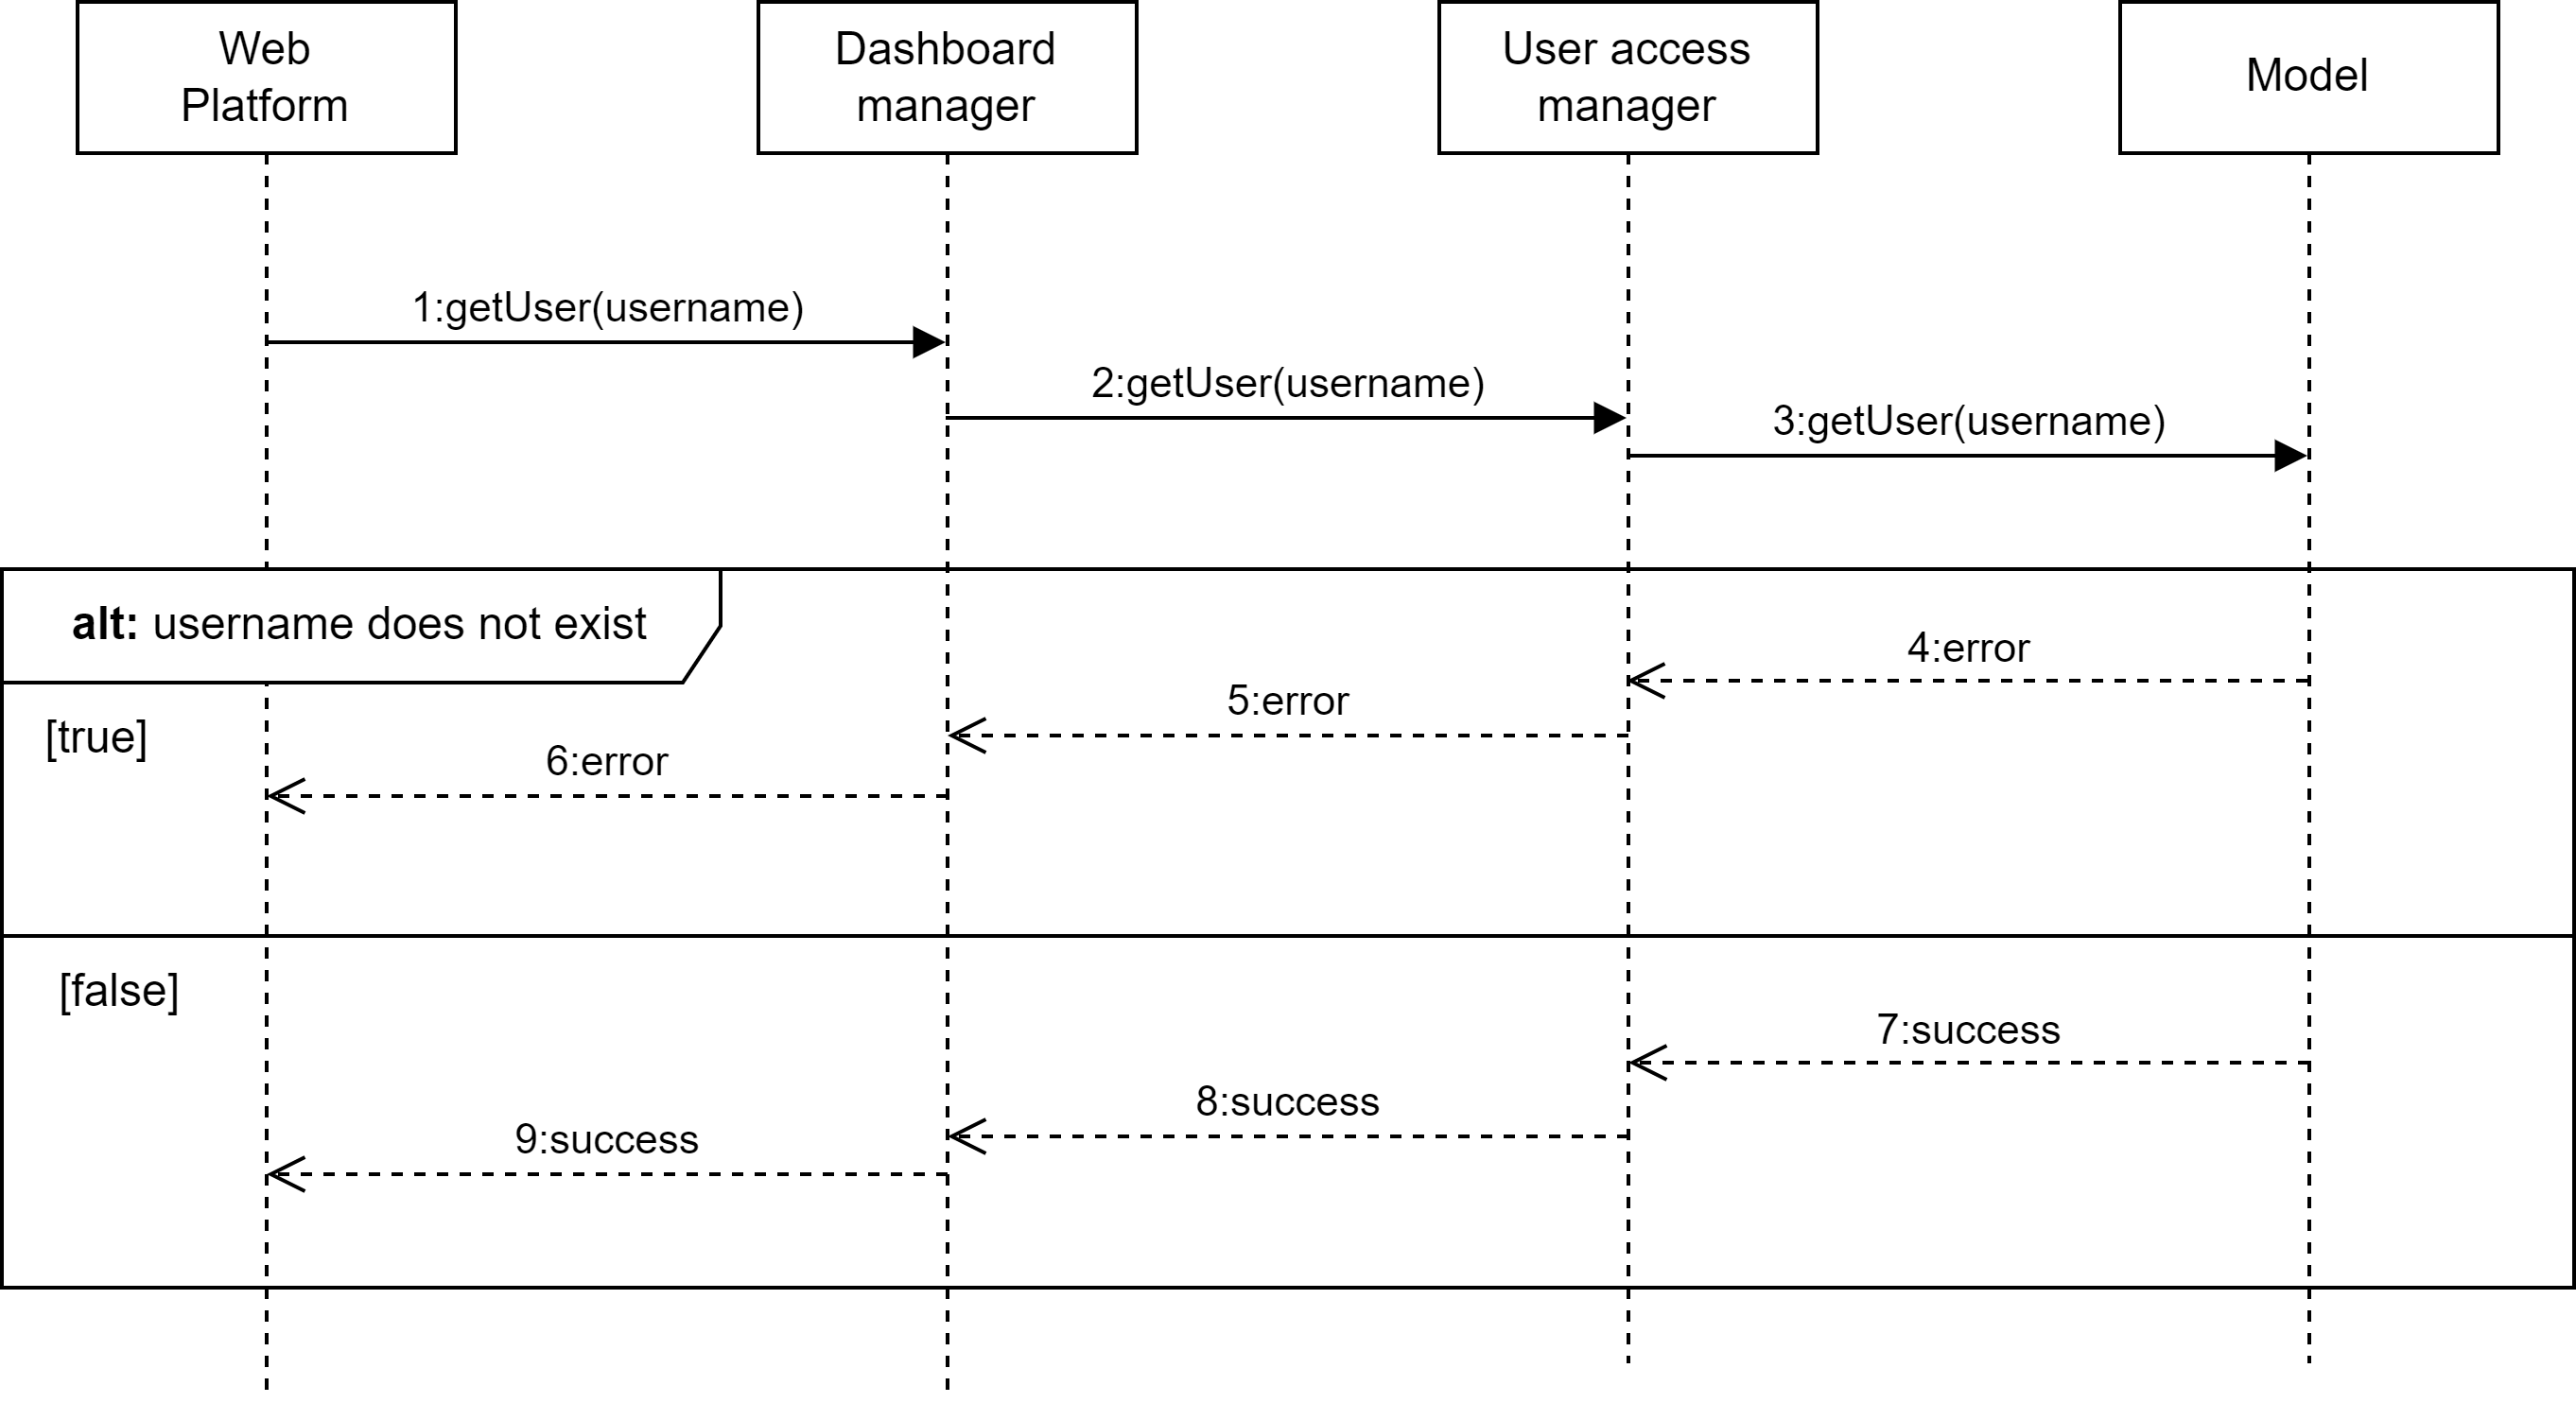 Web
Platform
Dashboard
manager
User access
manager
Model
1:getUser(username)
2:getUser(username)
3:getUser(username)
alt: username does not exist
4:error
5:error
[true]
6:error
[false]
7:success
8:success
9:success